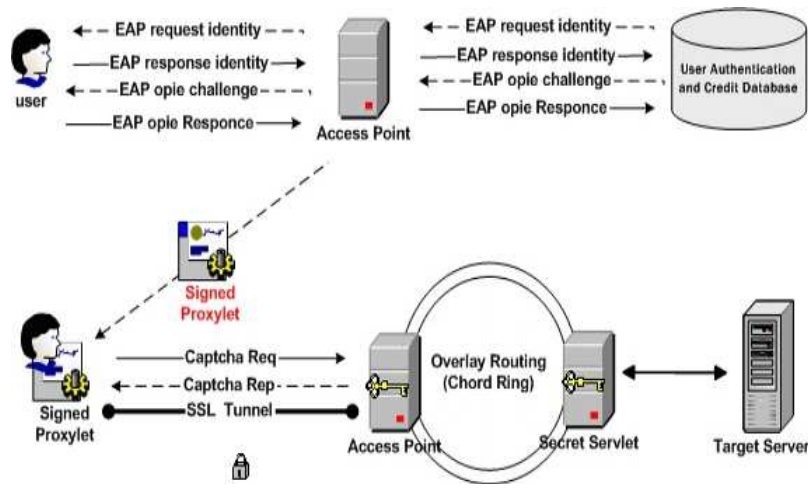 EAP request identity
EAP request identity
EAP response identity
EAP response identity
EAP opie challenge
EAP opie challenge
EAP opie Responce
EAP opie Responce
user
Access Point
User Authentication
and Credit Database
Signed
Proxylet
Captcha Req
Captcha Rep
SSL Tunnel
Signed
Proxylet
Overlay Routing
(Chord Ring)
Access Point
Secret Servlet
Target Server